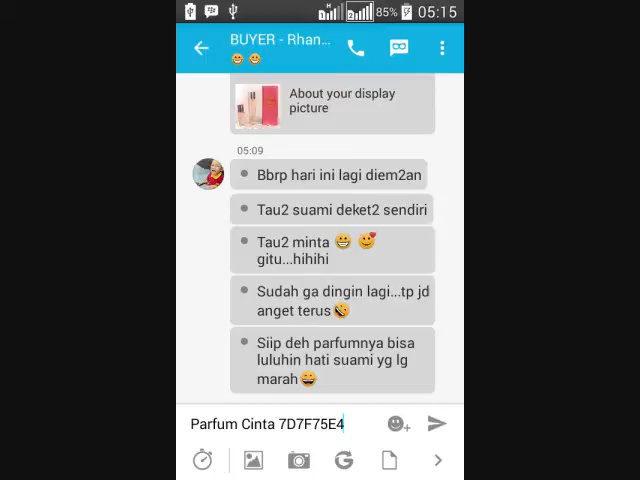 85% 05:15
BUYER - Rhan...
About your display
picture
05:09
Bbrp hari ini lagi diem2an
Tau2 suami deket2 sendiri
Tau2 minta 😀 🥰
gitu...hihihi
Sudah ga dingin lagi...tp jd
anget terus🤣
Siip deh parfumnya bisa
luluhin hati suami yg lg
marah😄
Parfum Cinta 7D7F75E4